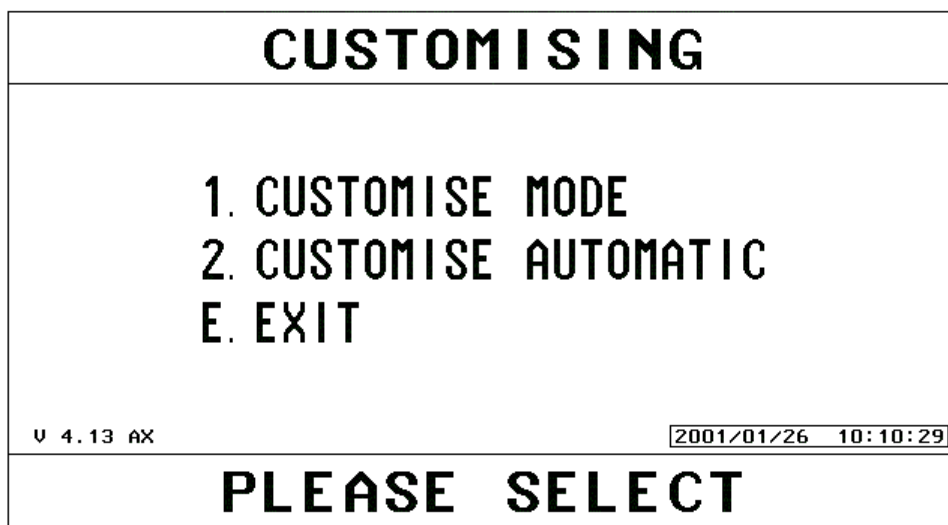 CUSTOMISING
1. CUSTOMISE MODE
2. CUSTOMISE AUTOMATIC
E. EXIT
V 4.13 AX 2001/01/26 10:10:29
PLEASE SELECT